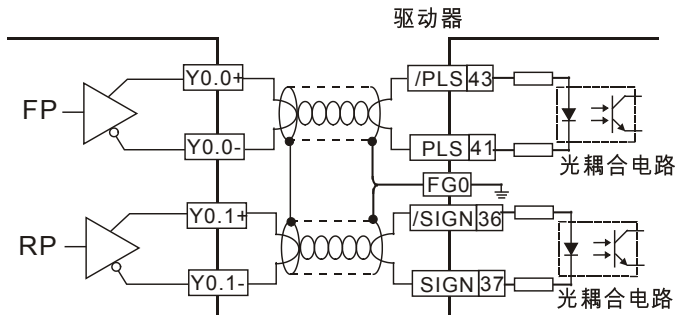 驱动器
FP
Y0.0+
/PLS 43
Y0.0-
PLS 41
光耦合电路
FG0
RP
Y0.1+
/SIGN 36
Y0.1-
SIGN 37
光耦合电路